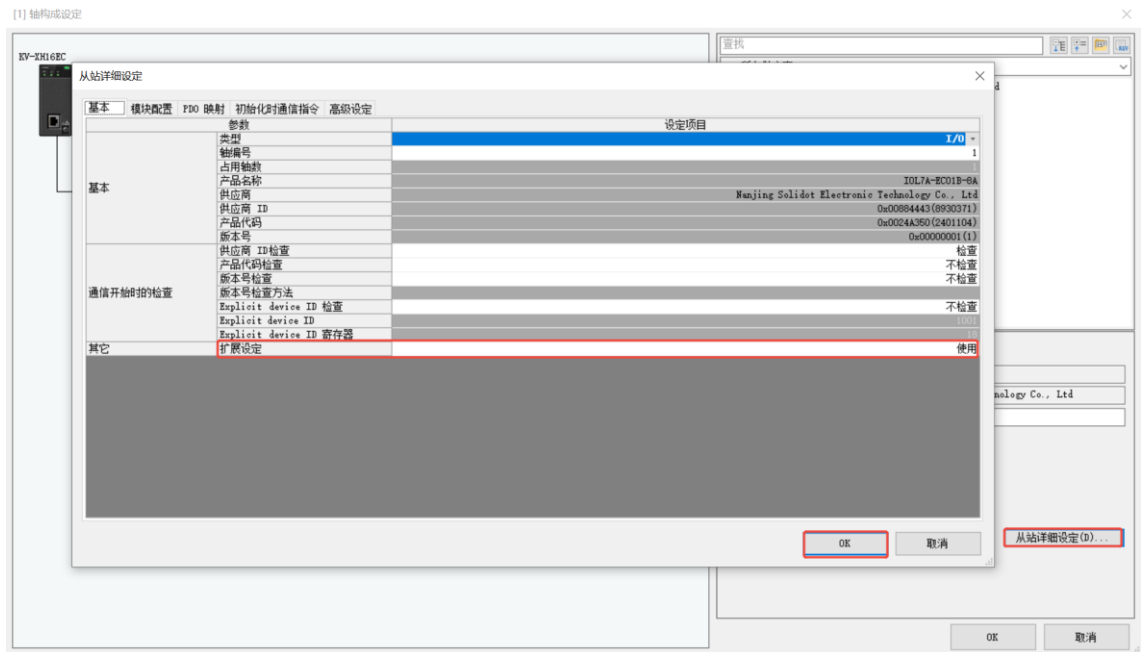 [1] 轴构成设定
查找
KV-XH16EC
从站详细设定
基本 模块配置 PDO 映射 初始化时通信指令 高级设定
参数 设定项目
基本
类型 I/O
轴编号 1
占用轴数 1
产品名称 IOL7A-EC01B-6A
供应商 Nanjing Solidot Electronic Technology Co., Ltd
供应商 ID 0x00884443(8930371)
产品代码 0x0024A350(2401104)
版本号 0x00000001(1)
通信开始时的检查
供应商 ID检查 检查
产品代码检查 不检查
版本号检查 不检查
版本号检查方法
Explicit device ID 检查 不检查
Explicit device ID 1001
Explicit device ID 寄存器 18
其它
扩展设定 使用
nology Co., Ltd
OK 取消
从站详细设定(D)...
OK 取消